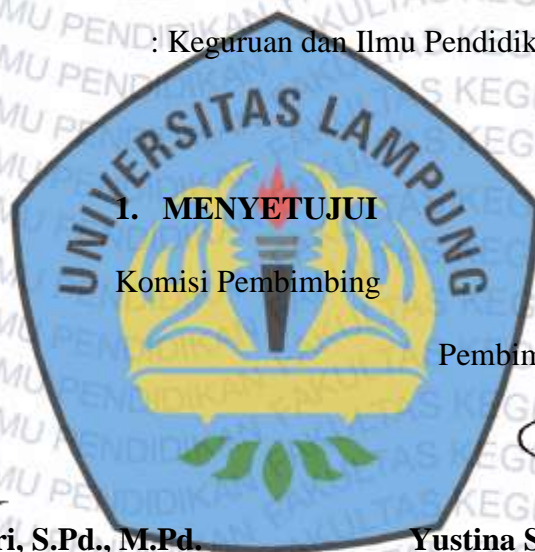 : Keguruan dan Ilmu Pendidik
UNIVERSITAS LAMPUNG
1. MENYETUJUI
Komisi Pembimbing
Pembim
ri, S.Pd., M.Pd.
Yustina S